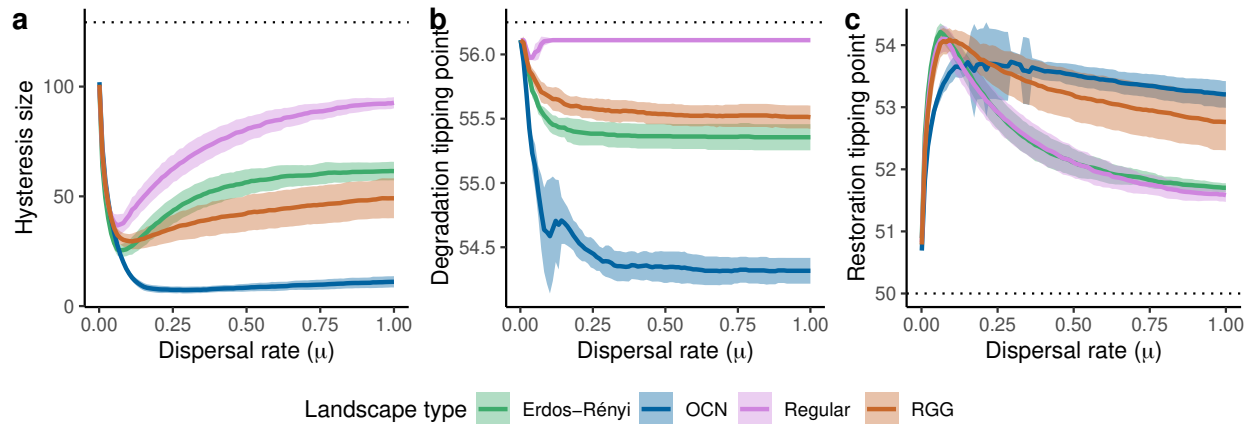 a
Hysteresis size
100
50
0
0.00 0.25 0.50 0.75 1.00
Dispersal rate (μ)
b
Degradation tipping point
56.0
55.5
55.0
54.5
0.00 0.25 0.50 0.75 1.00
Dispersal rate (μ)
c
Restoration tipping point
54
53
52
51
50
0.00 0.25 0.50 0.75 1.00
Dispersal rate (μ)
Landscape type Erdos−Rényi OCN Regular RGG